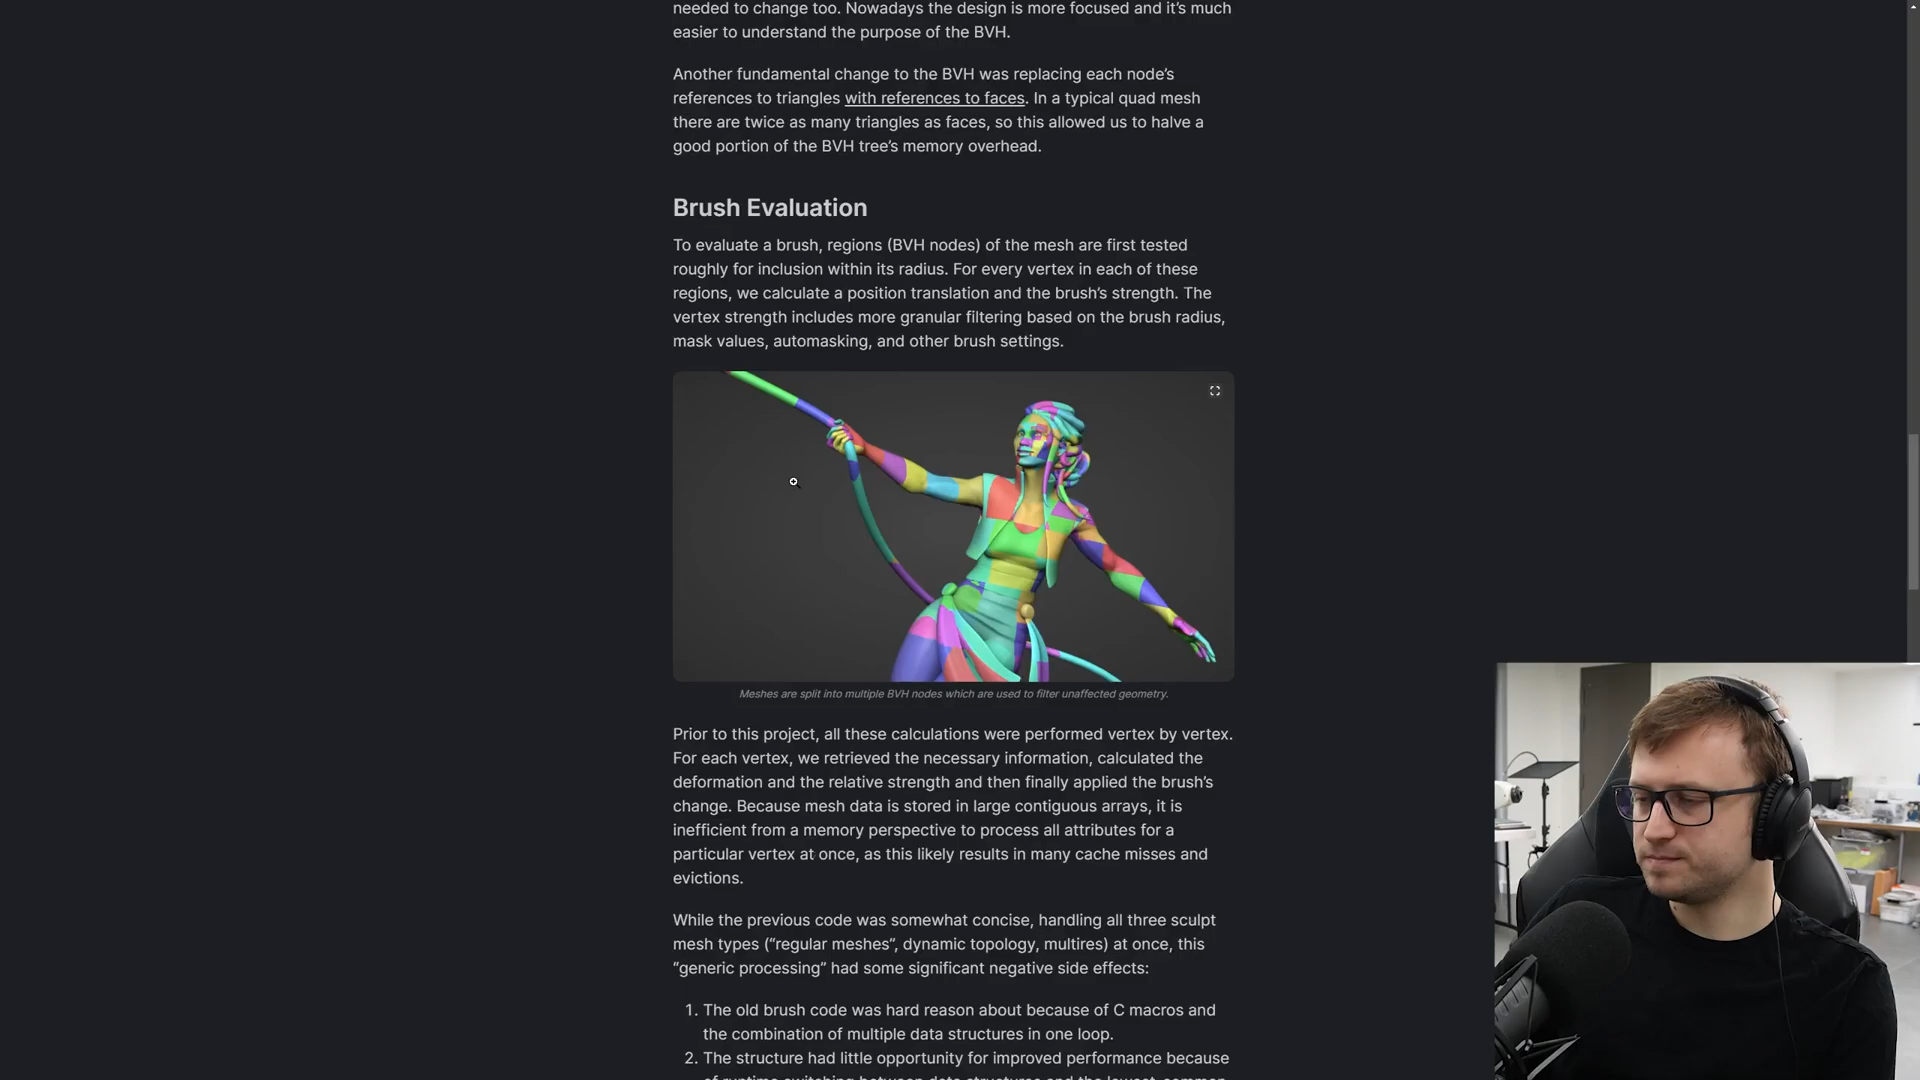 needed to change too. Nowadays the design is more focused and it’s much
easier to understand the purpose of the BVH.
Another fundamental change to the BVH was replacing each node’s
references to triangles with references to faces. In a typical quad mesh
there are twice as many triangles as faces, so this allowed us to halve a
good portion of the BVH tree’s memory overhead.
Brush Evaluation
To evaluate a brush, regions (BVH nodes) of the mesh are first tested
roughly for inclusion within its radius. For every vertex in each of these
regions, we calculate a position translation and the brush’s strength. The
vertex strength includes more granular filtering based on the brush radius,
mask values, automasking, and other brush settings.
Meshes are split into multiple BVH nodes which are used to filter unaffected geometry.
Prior to this project, all these calculations were performed vertex by vertex.
For each vertex, we retrieved the necessary information, calculated the
deformation and the relative strength and then finally applied the brush’s
change. Because mesh data is stored in large contiguous arrays, it is
inefficient from a memory perspective to process all attributes for a
particular vertex at once, as this likely results in many cache misses and
evictions.
While the previous code was somewhat concise, handling all three sculpt
mesh types (“regular meshes”, dynamic topology, multires) at once, this
“generic processing” had some significant negative side effects:
1. The old brush code was hard reason about because of C macros and
the combination of multiple data structures in one loop.
2. The structure had little opportunity for improved performance because
of runtime switching between data structures and the lowest-common